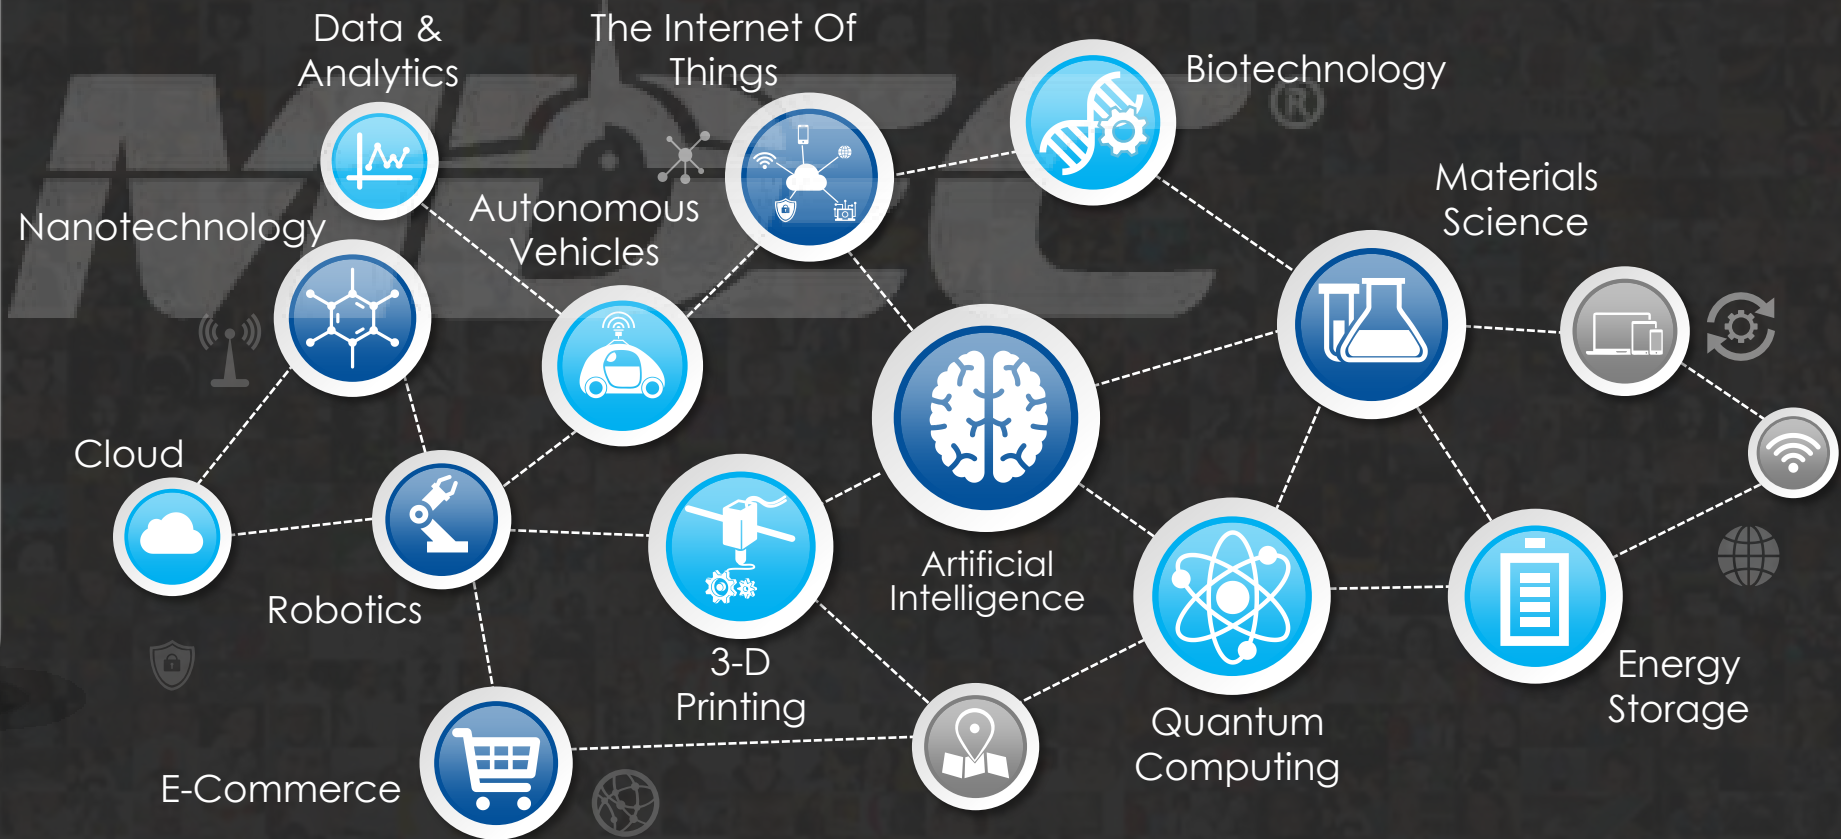 Data &
Analytics
The Internet Of
Things
Biotechnology
MDEC®
Materials
Science
Nanotechnology
Autonomous
Vehicles
Cloud
Artificial
Intelligence
Robotics
3-D
Printing
Energy
Storage
Quantum
Computing
E-Commerce